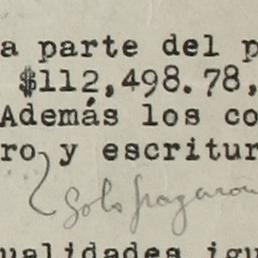 a parte del p
$112,498.78,
Además los co
ro y escritur
Solo pagaron
ualidades igu